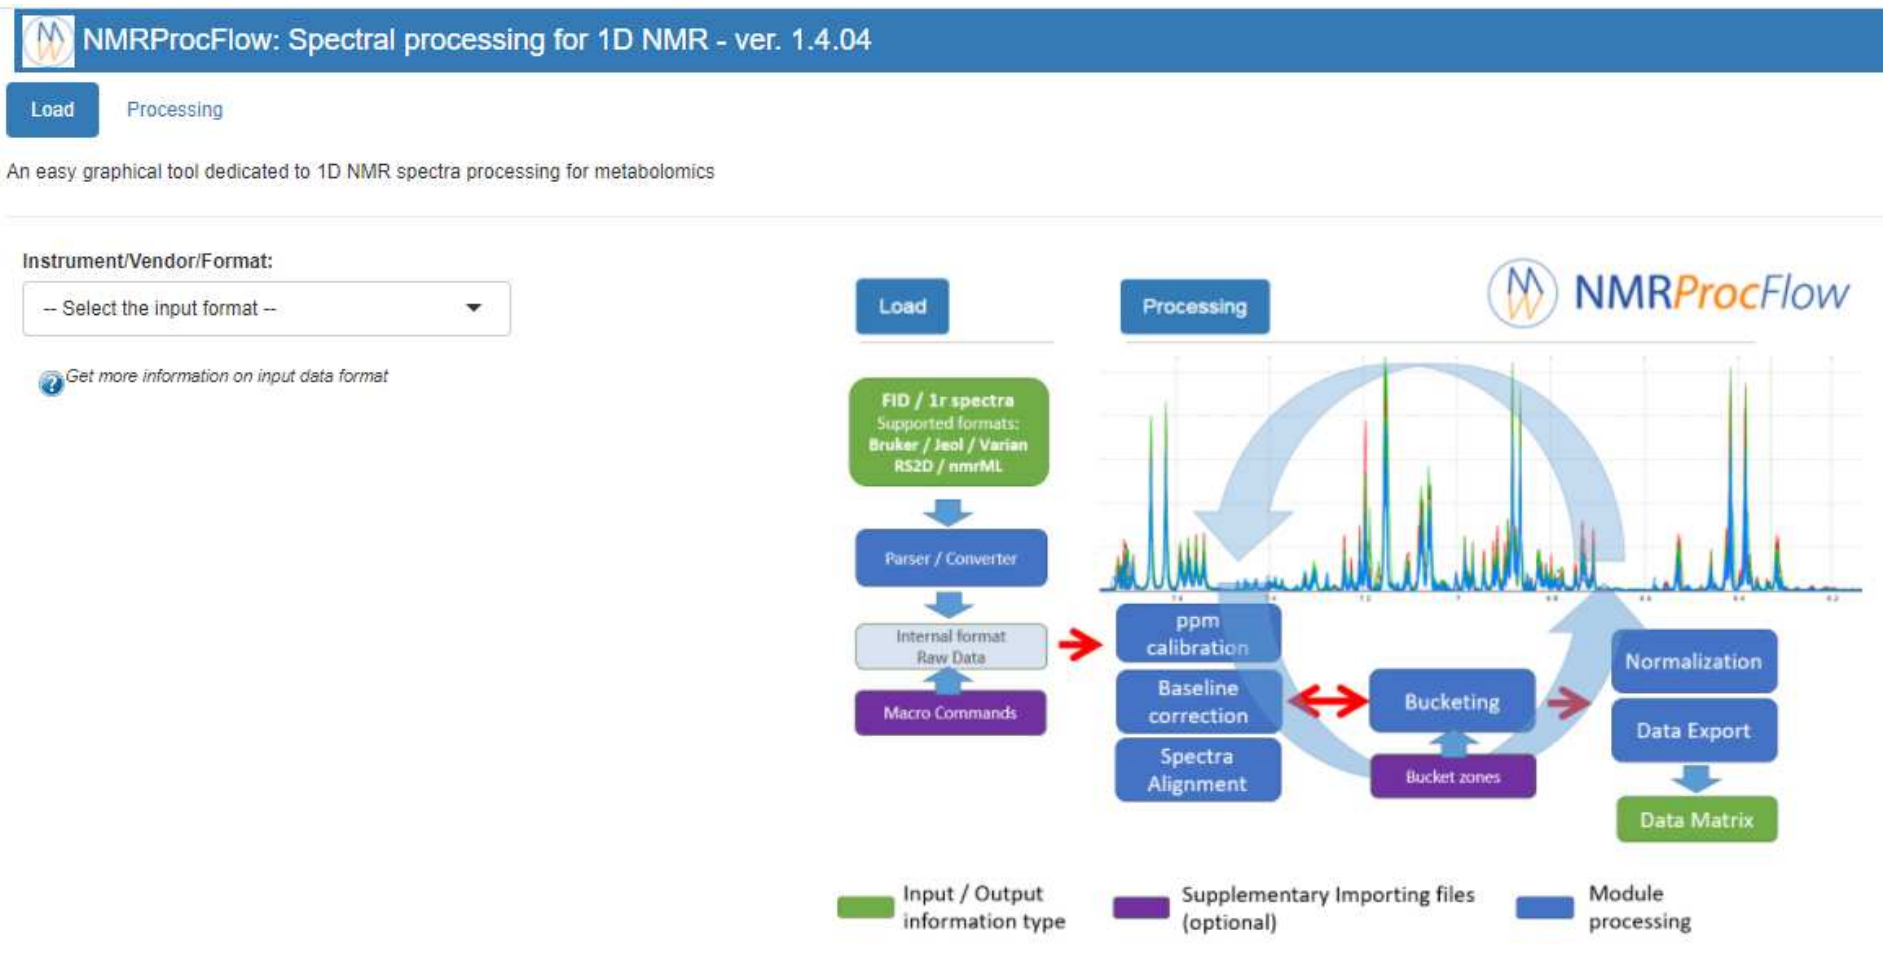 NMRProcFlow: Spectral processing for 1D NMR - ver. 1.4.04
Load
Processing
An easy graphical tool dedicated to 1D NMR spectra processing for metabolomics
Instrument/Vendor/Format:
-- Select the input format --
Get more information on input data format
Load
Processing
NMRProcFlow
FID / 1r spectra
Supported formats:
Bruker / Jeol / Varian
RS2D / nmrML
Parser / Converter
Internal format
Raw Data
Macro Commands
ppm
calibration
Baseline
correction
Spectra
Alignment
Bucketing
Bucket zones
Normalization
Data Export
Data Matrix
Input / Output
information type
Supplementary Importing files
(optional)
Module
processing